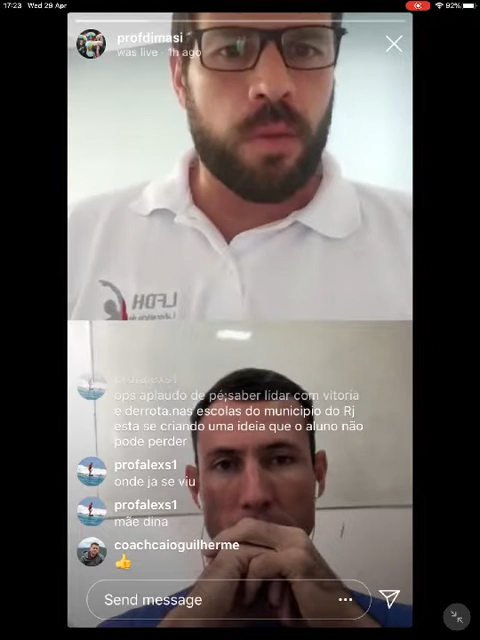 17:23 Wed 29 Apr
92%
profdimasi
was live · 1h ago
LFDH
profalexs1
ops aplaudo de pé;saber lidar com vitoria
e derrota.nas escolas do municipio do Rj
esta se criando uma ideia que o aluno não
pode perder
profalexs1
onde ja se viu
profalexs1
mãe dina
coachcaioguilherme
👍
Send message